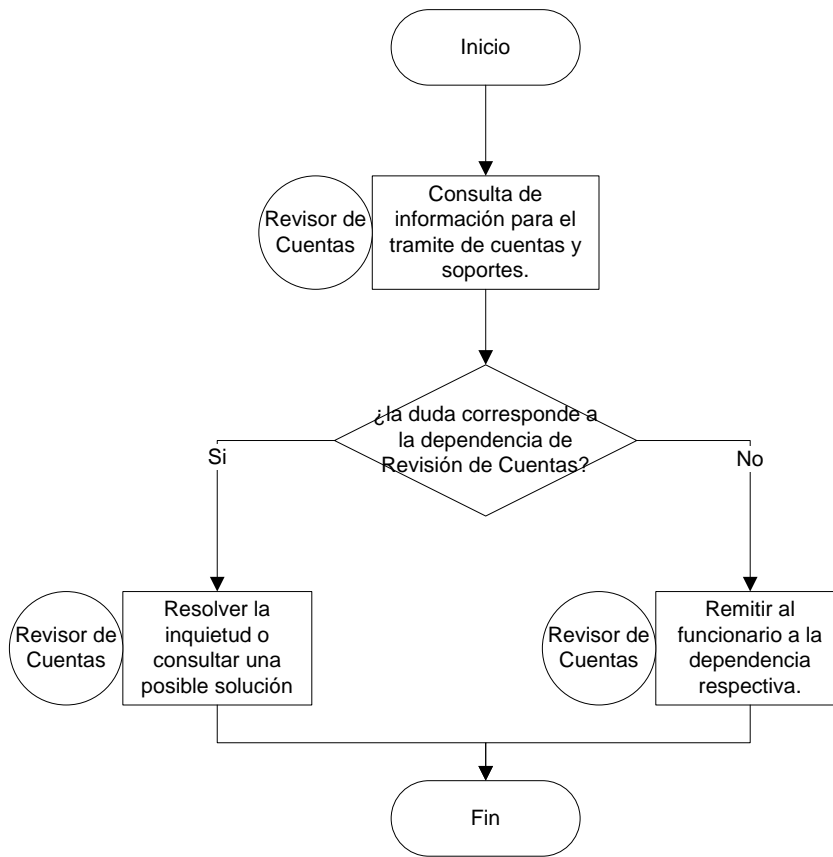 Inicio
Revisor de
Cuentas
Consulta de
información para el
tramite de cuentas y
soportes.
¿la duda corresponde a
la dependencia de
Revisión de Cuentas?
Si
No
Revisor de
Cuentas
Resolver la
inquietud o
consultar una
posible solución
Revisor de
Cuentas
Remitir al
funcionario a la
dependencia
respectiva.
Fin